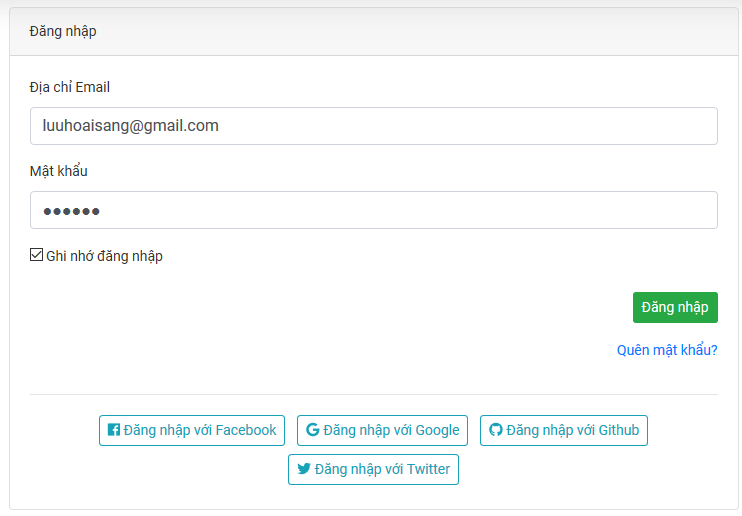 Đăng nhập
Địa chỉ Email
luuhoaisang@gmail.com
Mật khẩu
●●●●●●
Ghi nhớ đăng nhập
Đăng nhập
Quên mật khẩu?
Đăng nhập với Facebook Đăng nhập với Google Đăng nhập với Github
Đăng nhập với Twitter